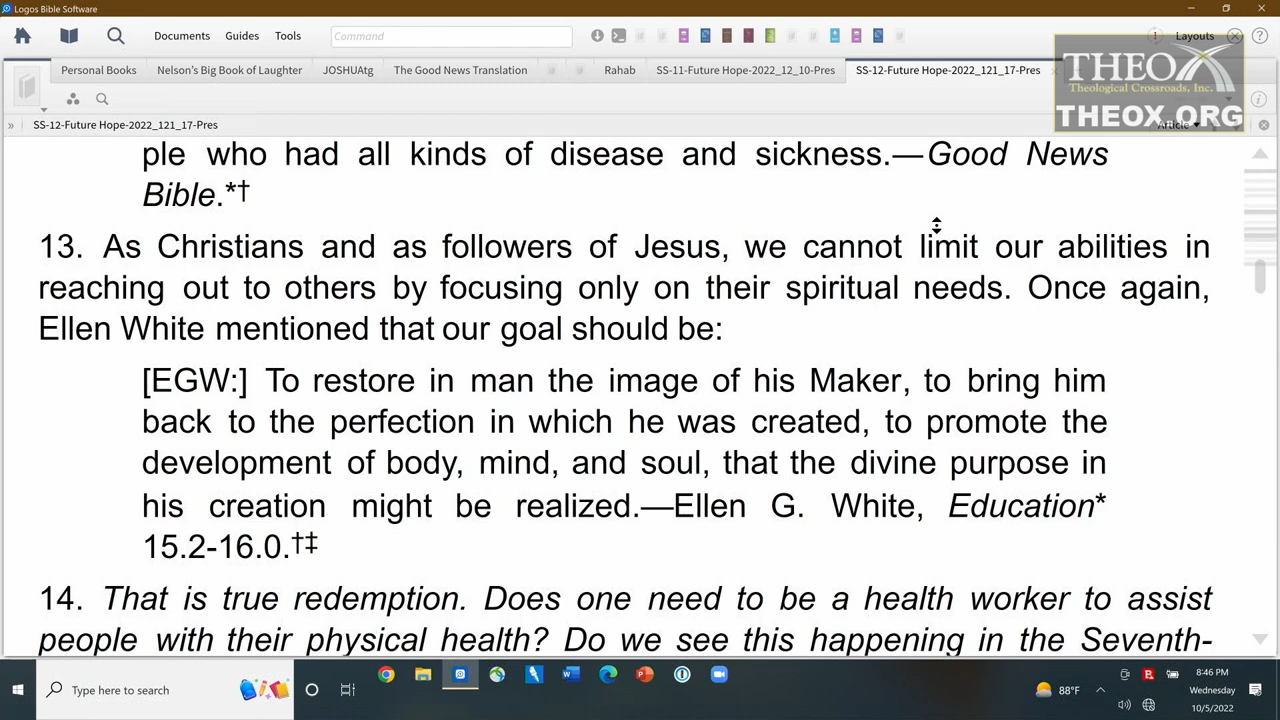 Logos Bible Software
Documents Guides Tools Command Layouts
Personal Books Nelson's Big Book of Laughter JOSHUAtg The Good News Translation Rahab SS-11-Future Hope-2022_12_10-Pres SS-12-Future Hope-2022_121_17-Pres
THEOX
Theological Crossroads, Inc.
THEOX.ORG
SS-12-Future Hope-2022_121_17-Pres Article
ple who had all kinds of disease and sickness.—Good News
Bible.*†
13. As Christians and as followers of Jesus, we cannot limit our abilities in
reaching out to others by focusing only on their spiritual needs. Once again,
Ellen White mentioned that our goal should be:
[EGW:] To restore in man the image of his Maker, to bring him
back to the perfection in which he was created, to promote the
development of body, mind, and soul, that the divine purpose in
his creation might be realized.—Ellen G. White, Education*
15.2-16.0.†‡
14. That is true redemption. Does one need to be a health worker to assist
people with their physical health? Do we see this happening in the Seventh-
Type here to search
88°F
8:46 PM
Wednesday
10/5/2022